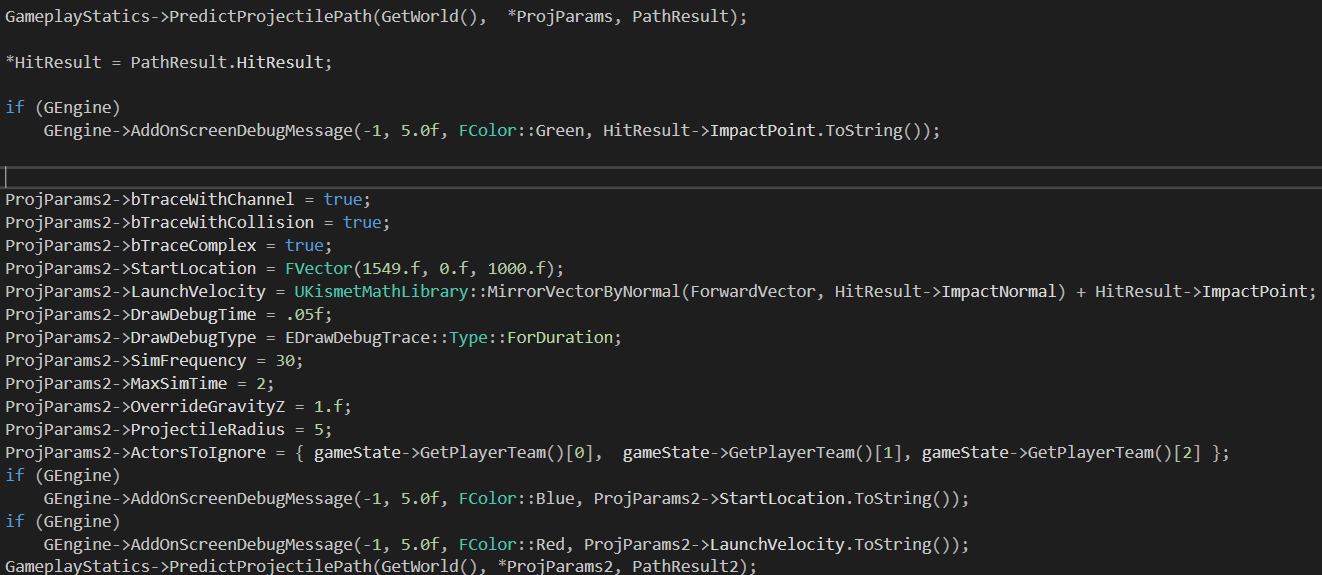 GameplayStatics->PredictProjectilePath(GetWorld(),  *ProjParams, PathResult);
*HitResult = PathResult.HitResult;
if (GEngine)
    GEngine->AddOnScreenDebugMessage(-1, 5.0f, FColor::Green, HitResult->ImpactPoint.ToString());
ProjParams2->bTraceWithChannel = true;
ProjParams2->bTraceWithCollision = true;
ProjParams2->bTraceComplex = true;
ProjParams2->StartLocation = FVector(1549.f, 0.f, 1000.f);
ProjParams2->LaunchVelocity = UKismetMathLibrary::MirrorVectorByNormal(ForwardVector, HitResult->ImpactNormal) + HitResult->ImpactPoint;
ProjParams2->DrawDebugTime = .05f;
ProjParams2->DrawDebugType = EDrawDebugTrace::Type::ForDuration;
ProjParams2->SimFrequency = 30;
ProjParams2->MaxSimTime = 2;
ProjParams2->OverrideGravityZ = 1.f;
ProjParams2->ProjectileRadius = 5;
ProjParams2->ActorsToIgnore = { gameState->GetPlayerTeam()[0],  gameState->GetPlayerTeam()[1], gameState->GetPlayerTeam()[2] };
if (GEngine)
    GEngine->AddOnScreenDebugMessage(-1, 5.0f, FColor::Blue, ProjParams2->StartLocation.ToString());
if (GEngine)
    GEngine->AddOnScreenDebugMessage(-1, 5.0f, FColor::Red, ProjParams2->LaunchVelocity.ToString());
GameplayStatics->PredictProjectilePath(GetWorld(), *ProjParams2, PathResult2);